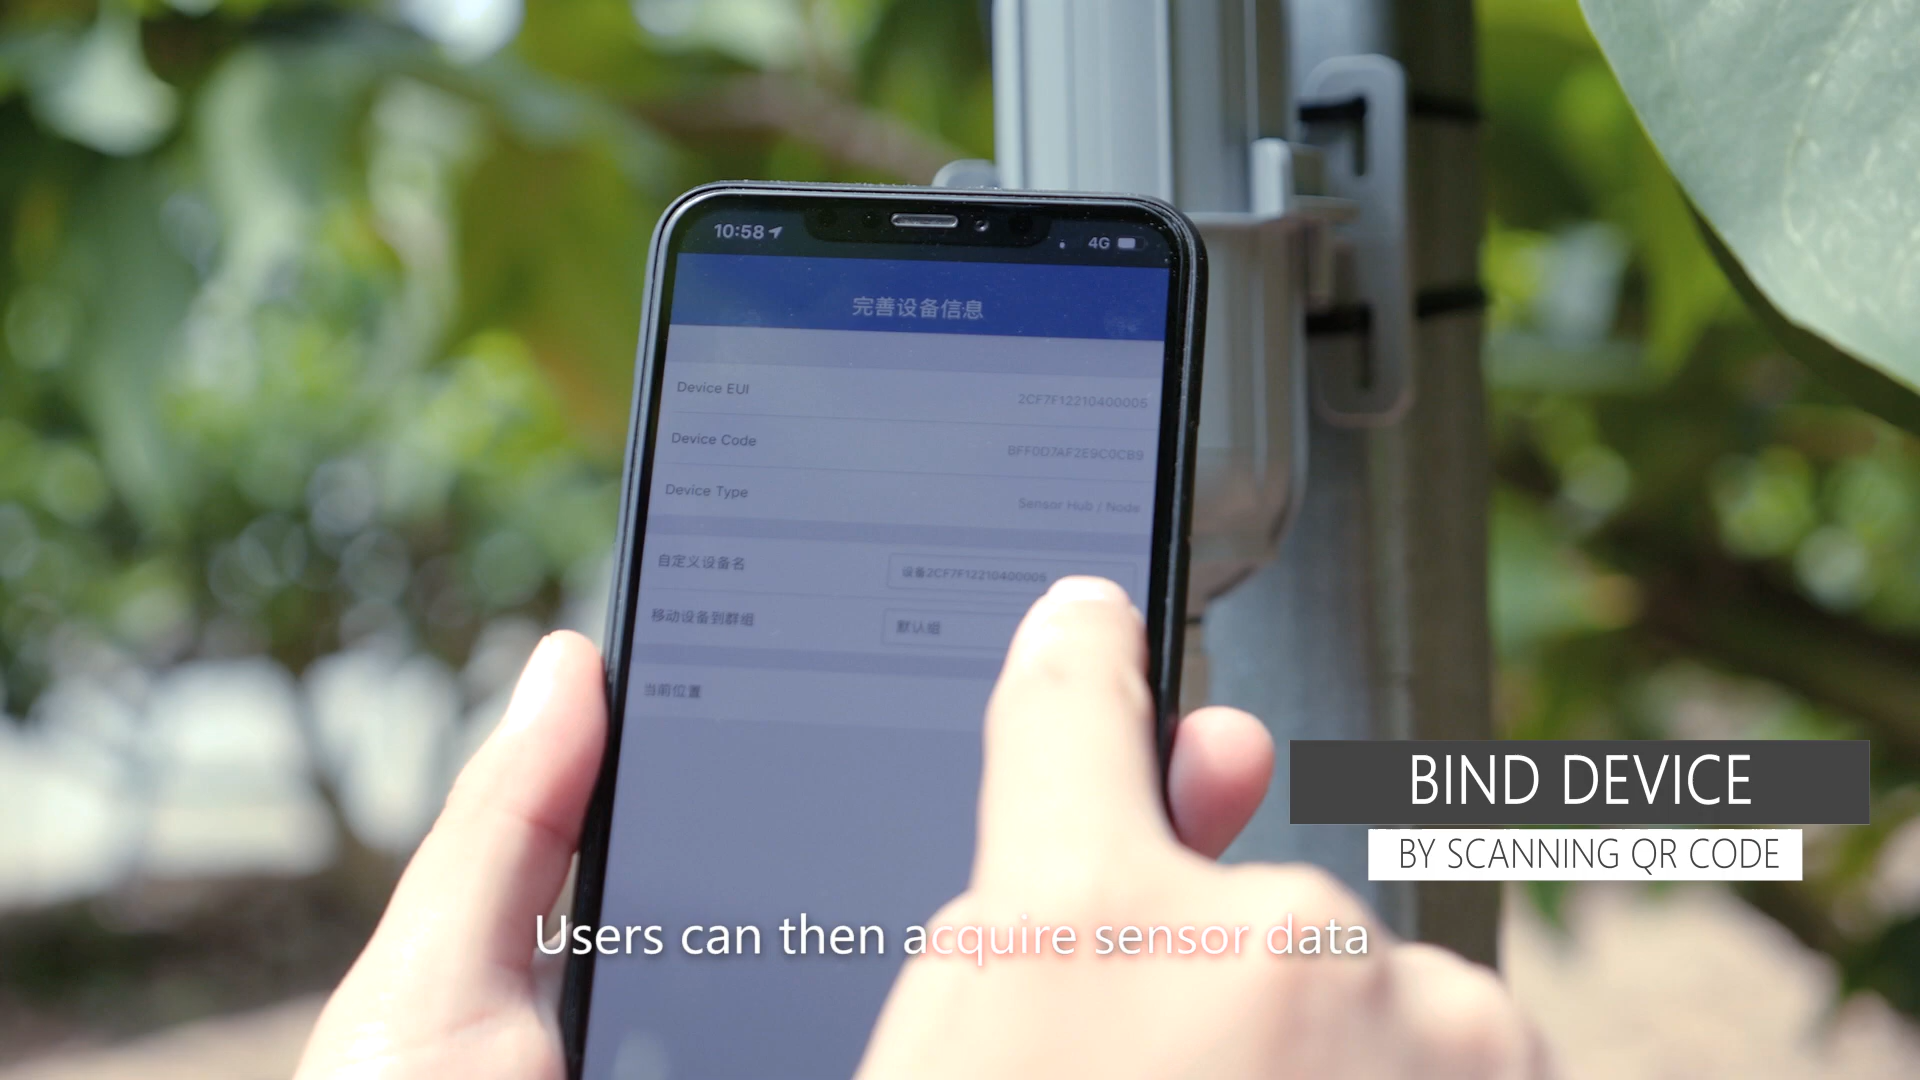 10:58
4G
完善设备信息
Device EUI 2CF7F12210400005
Device Code BFF0D7AF2E9C0CB9
Device Type Sensor Hub / Node
自定义设备名 设备2CF7F12210400005
移动设备到群组 默认组
当前位置
BIND DEVICE
BY SCANNING QR CODE
Users can then acquire sensor data